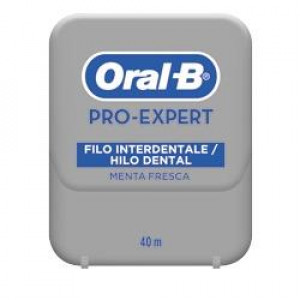 Oral-B®
PRO-EXPERT
FILO INTERDENTALE /
HILO DENTAL
MENTA FRESCA
40 m